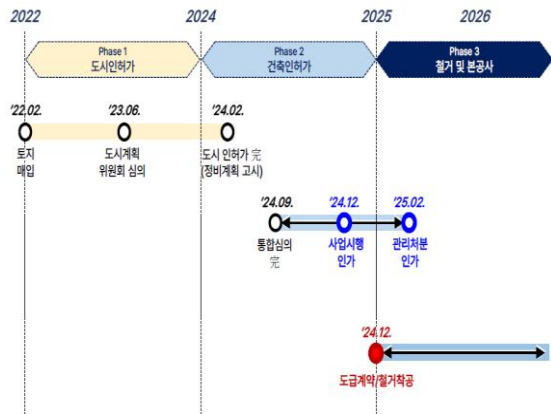 2022
2024
2025
2026
Phase 1
도시인허가
Phase 2
건축인허가
Phase 3
철거 및 본공사
'22.02.
'23.06.
'24.02.
토지
매입
도시계획
위원회 심의
도시 인허가 完
(정비계획 고시)
'24.09.
'24.12.
'25.02.
통합심의
完
사업시행
인가
관리처분
인가
'24.12.
도급계약/철거착공